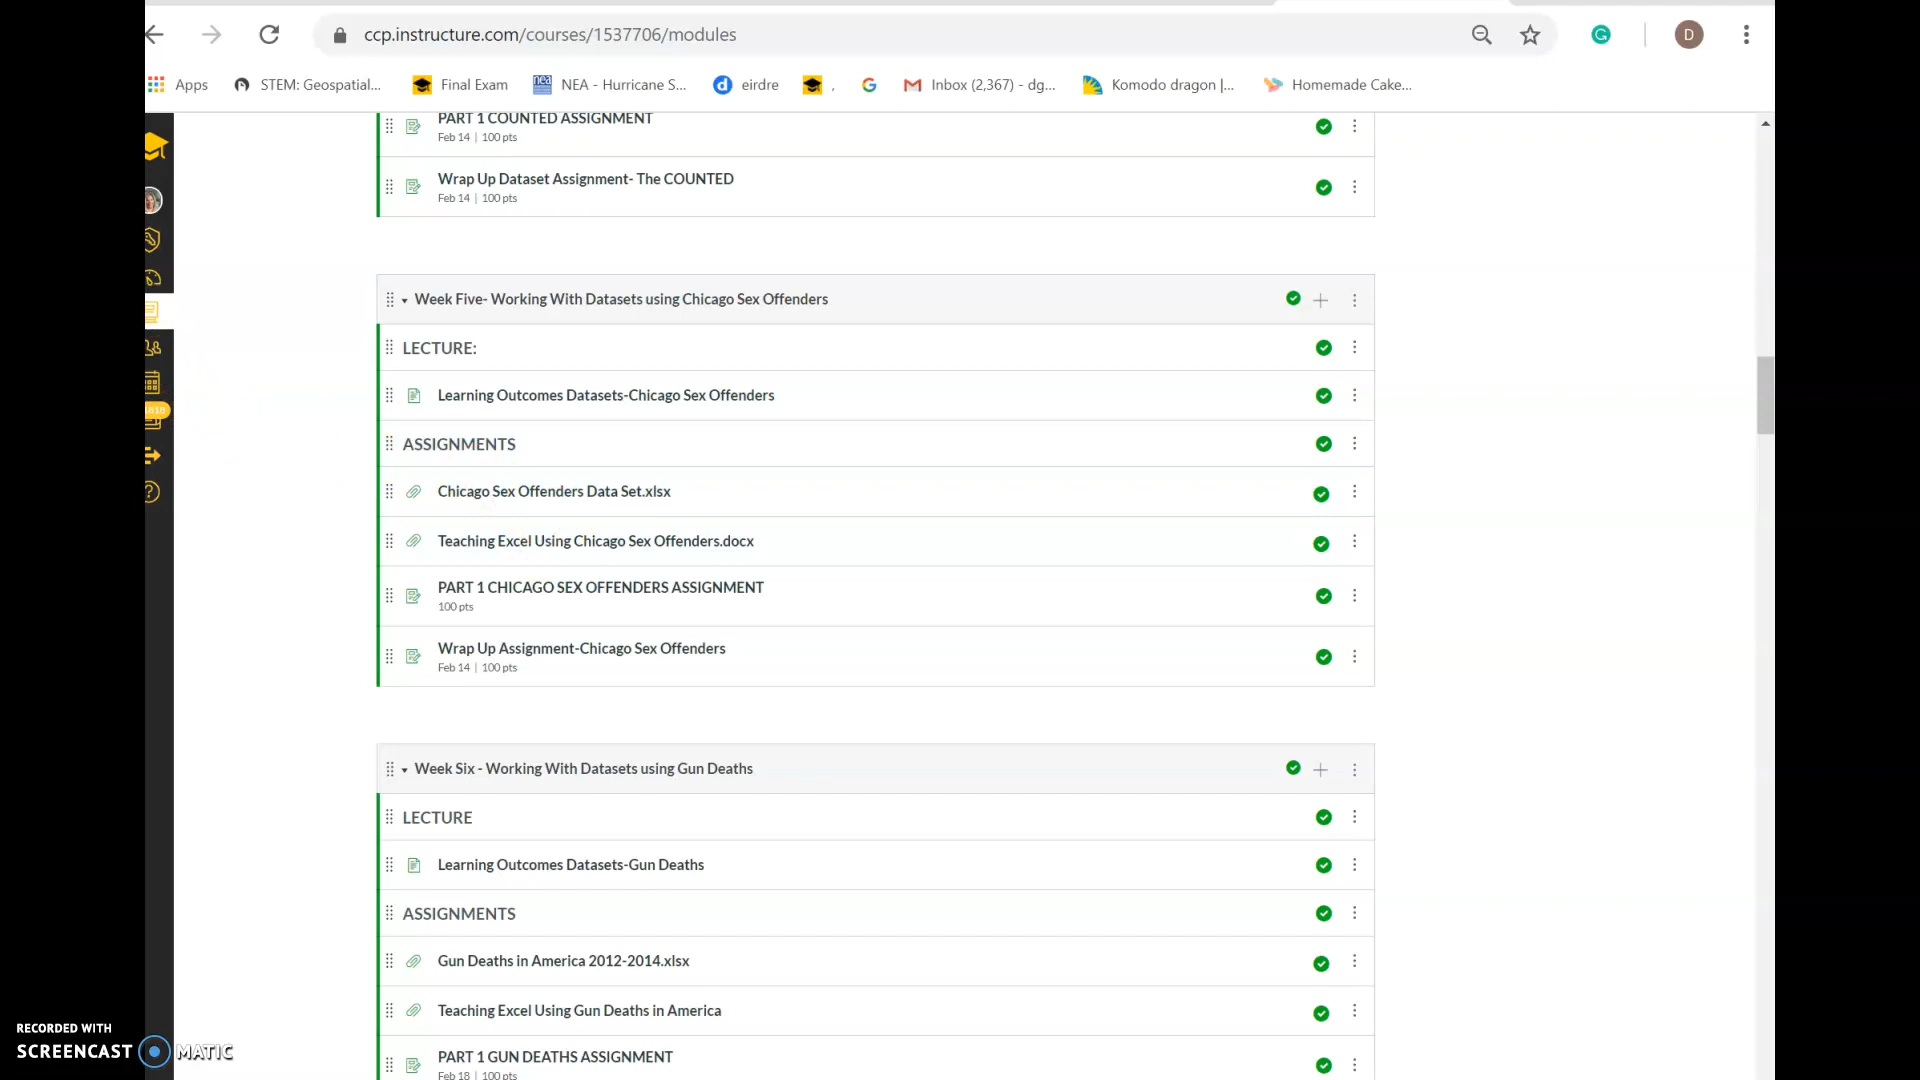 ccp.instructure.com/courses/1537706/modules
D
Apps
STEM: Geospatial...
Final Exam
nea
NEA - Hurricane S...
eirdre
,
Inbox (2,367) - dg...
Komodo dragon |...
Homemade Cake...
PART 1 COUNTED ASSIGNMENT
Feb 14 | 100 pts
Wrap Up Dataset Assignment- The COUNTED
Feb 14 | 100 pts
Week Five- Working With Datasets using Chicago Sex Offenders
LECTURE:
Learning Outcomes Datasets-Chicago Sex Offenders
ASSIGNMENTS
Chicago Sex Offenders Data Set.xlsx
Teaching Excel Using Chicago Sex Offenders.docx
PART 1 CHICAGO SEX OFFENDERS ASSIGNMENT
100 pts
Wrap Up Assignment-Chicago Sex Offenders
Feb 14 | 100 pts
Week Six - Working With Datasets using Gun Deaths
LECTURE
Learning Outcomes Datasets-Gun Deaths
ASSIGNMENTS
Gun Deaths in America 2012-2014.xlsx
Teaching Excel Using Gun Deaths in America
PART 1 GUN DEATHS ASSIGNMENT
Feb 18 | 100 pts
RECORDED WITH
SCREENCAST MATIC